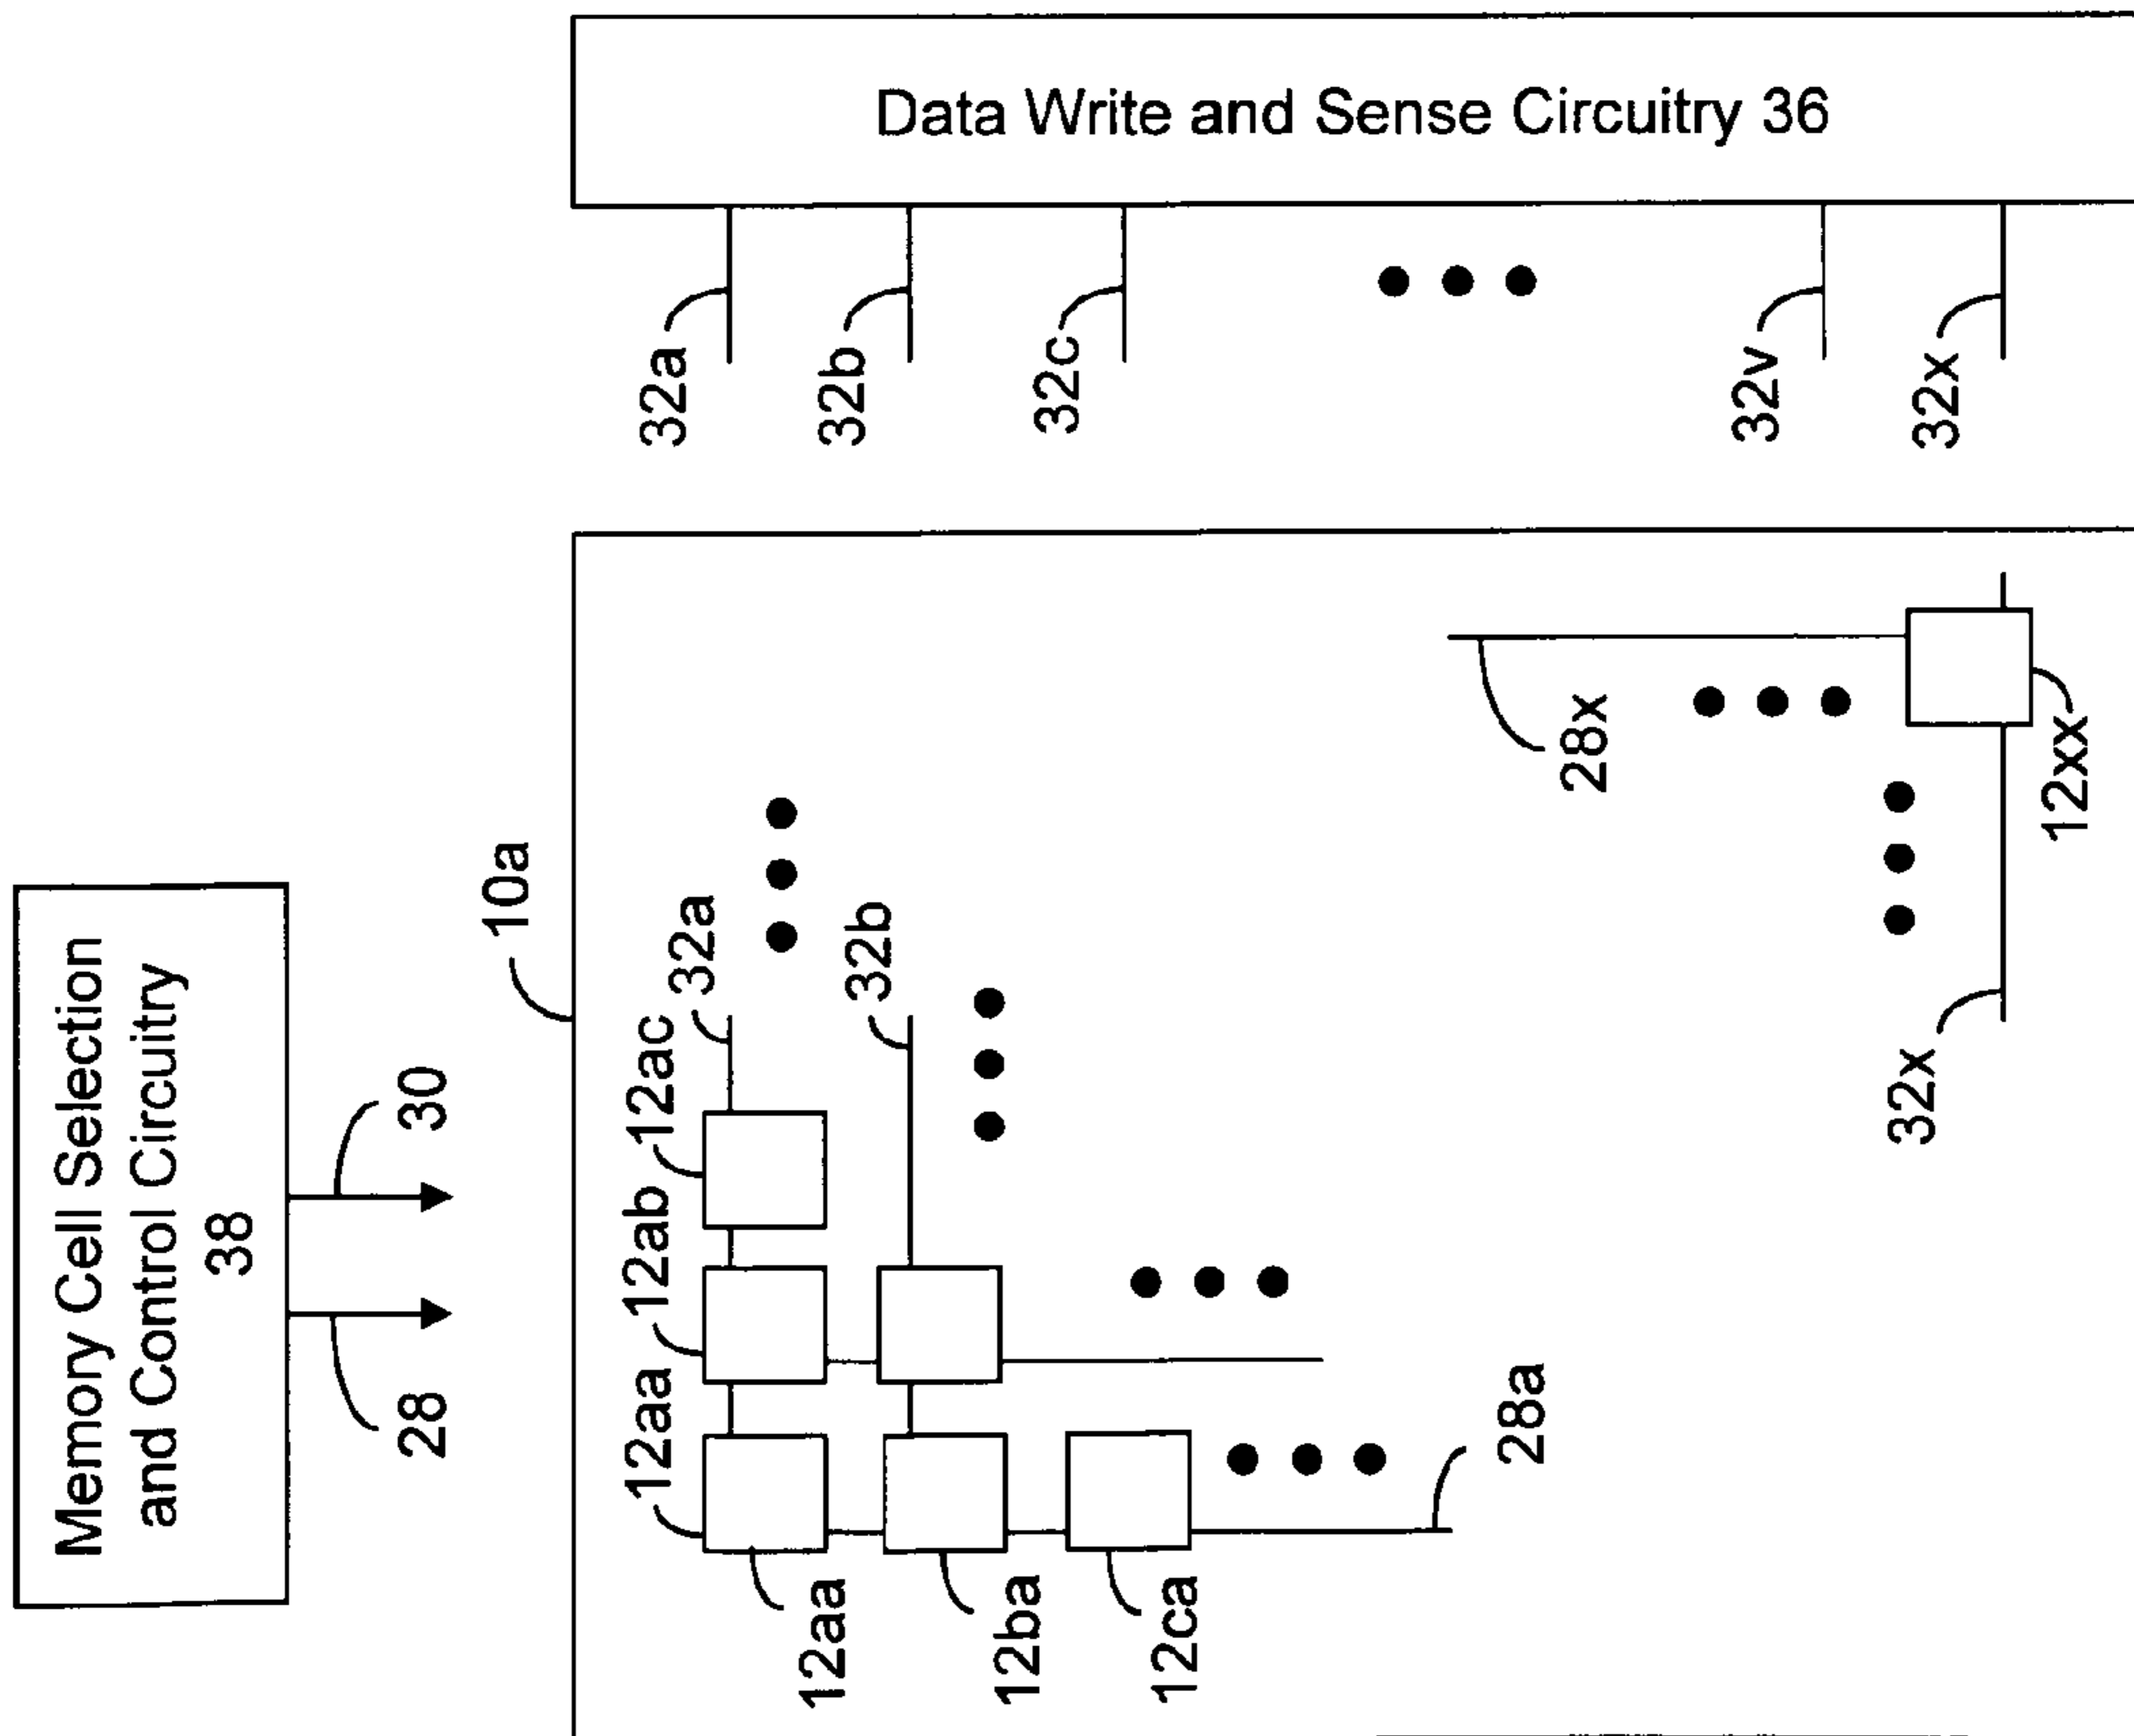 Memory Cell Selection
and Control Circuitry
38
28
30
10a
12aa
12ab
12ac
32a
32b
12aa
12ba
12ca
28a
28x
12xx
32x
32a
32b
32c
32v
32x
Data Write and Sense Circuitry 36